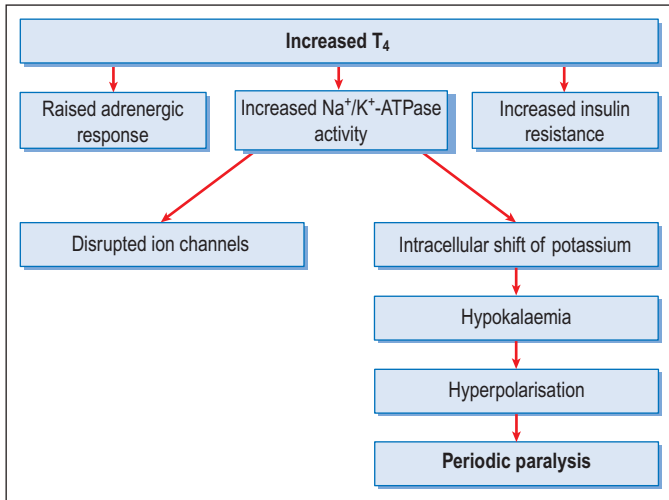 Increased T₄
Raised adrenergic
response
Increased Na⁺/K⁺-ATPase
activity
Increased insulin
resistance
Disrupted ion channels
Intracellular shift of potassium
Hypokalaemia
Hyperpolarisation
Periodic paralysis